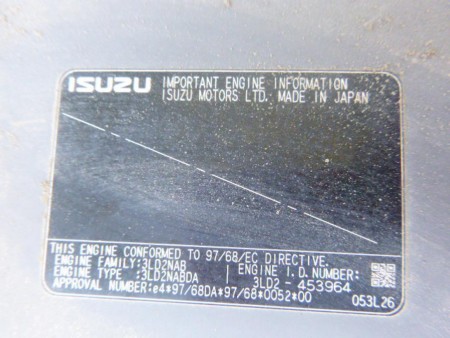 ISUZU IMPORTANT ENGINE INFORMATION
ISUZU MOTORS LTD. MADE IN JAPAN
THIS ENGINE CONFORMED TO 97/68/EC DIRECTIVE.
ENGINE FAMILY:3LD2NAB ENGINE I.D.NUMBER:
ENGINE TYPE :3LD2NABDA 3LD2-453964
APPROVAL NUMBER:e4*97/68DA*97/68*0052*00
053L26